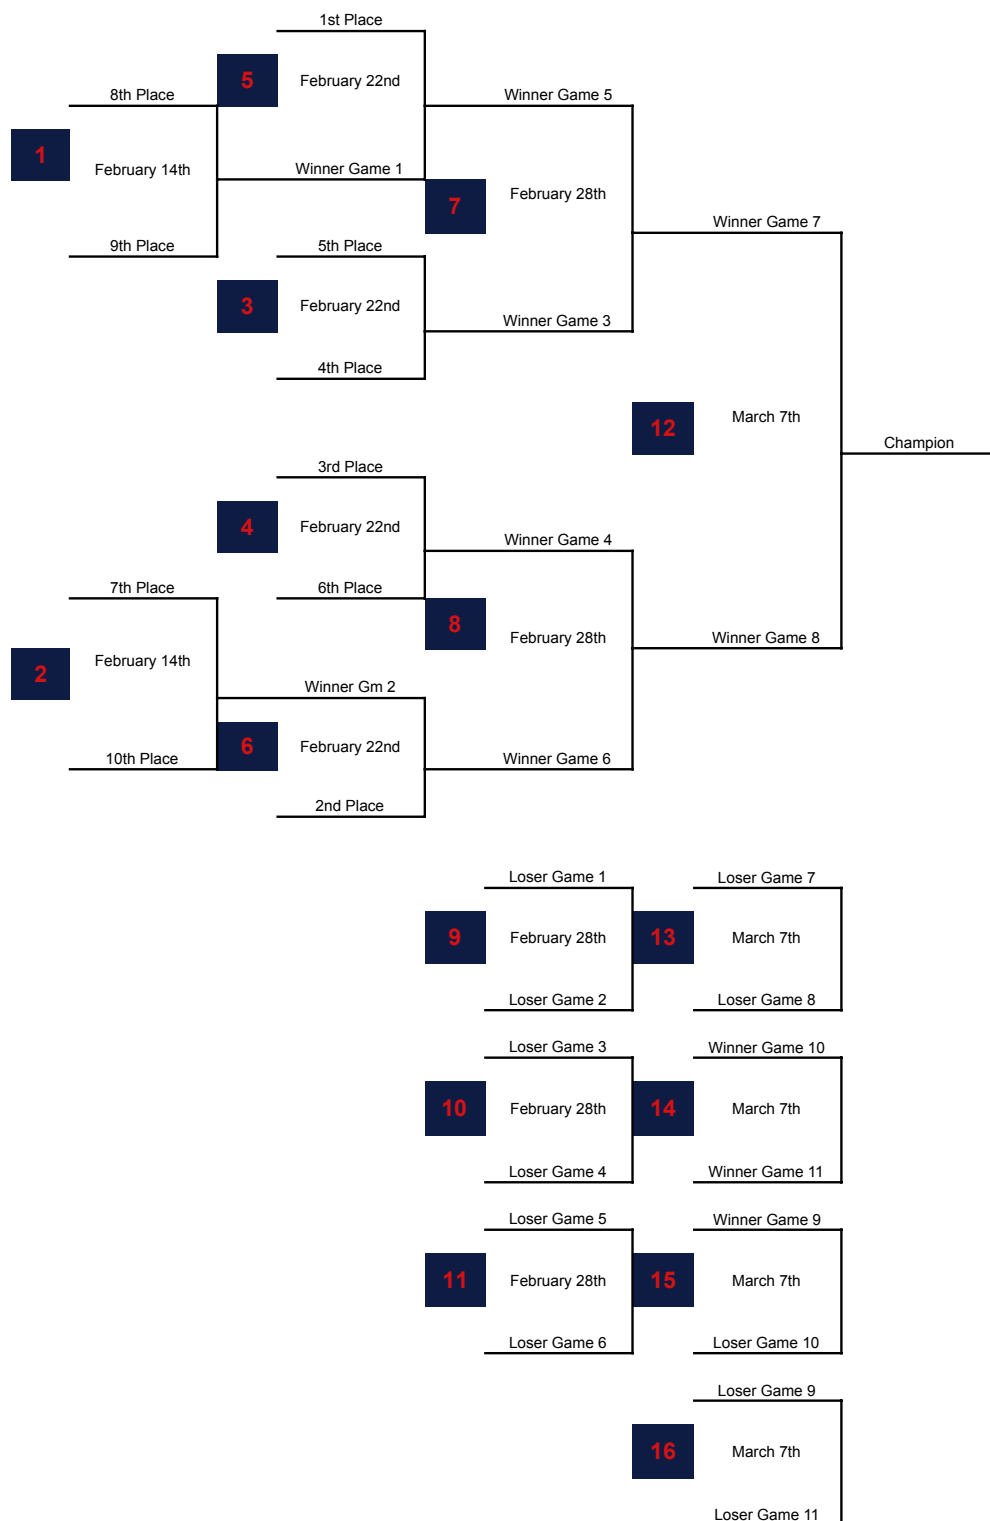 1st Place
5
February 22nd
8th Place
Winner Game 5
1
February 14th
Winner Game 1
7
February 28th
Winner Game 7
9th Place
5th Place
3
February 22nd
Winner Game 3
4th Place
12
March 7th
Champion
3rd Place
4
February 22nd
Winner Game 4
7th Place
6th Place
8
February 28th
Winner Game 8
2
February 14th
Winner Gm 2
6
February 22nd
10th Place
Winner Game 6
2nd Place
Loser Game 1
Loser Game 7
9
February 28th
13
March 7th
Loser Game 2
Loser Game 8
Loser Game 3
Winner Game 10
10
February 28th
14
March 7th
Loser Game 4
Winner Game 11
Loser Game 5
Winner Game 9
11
February 28th
15
March 7th
Loser Game 6
Loser Game 10
Loser Game 9
16
March 7th
Loser Game 11